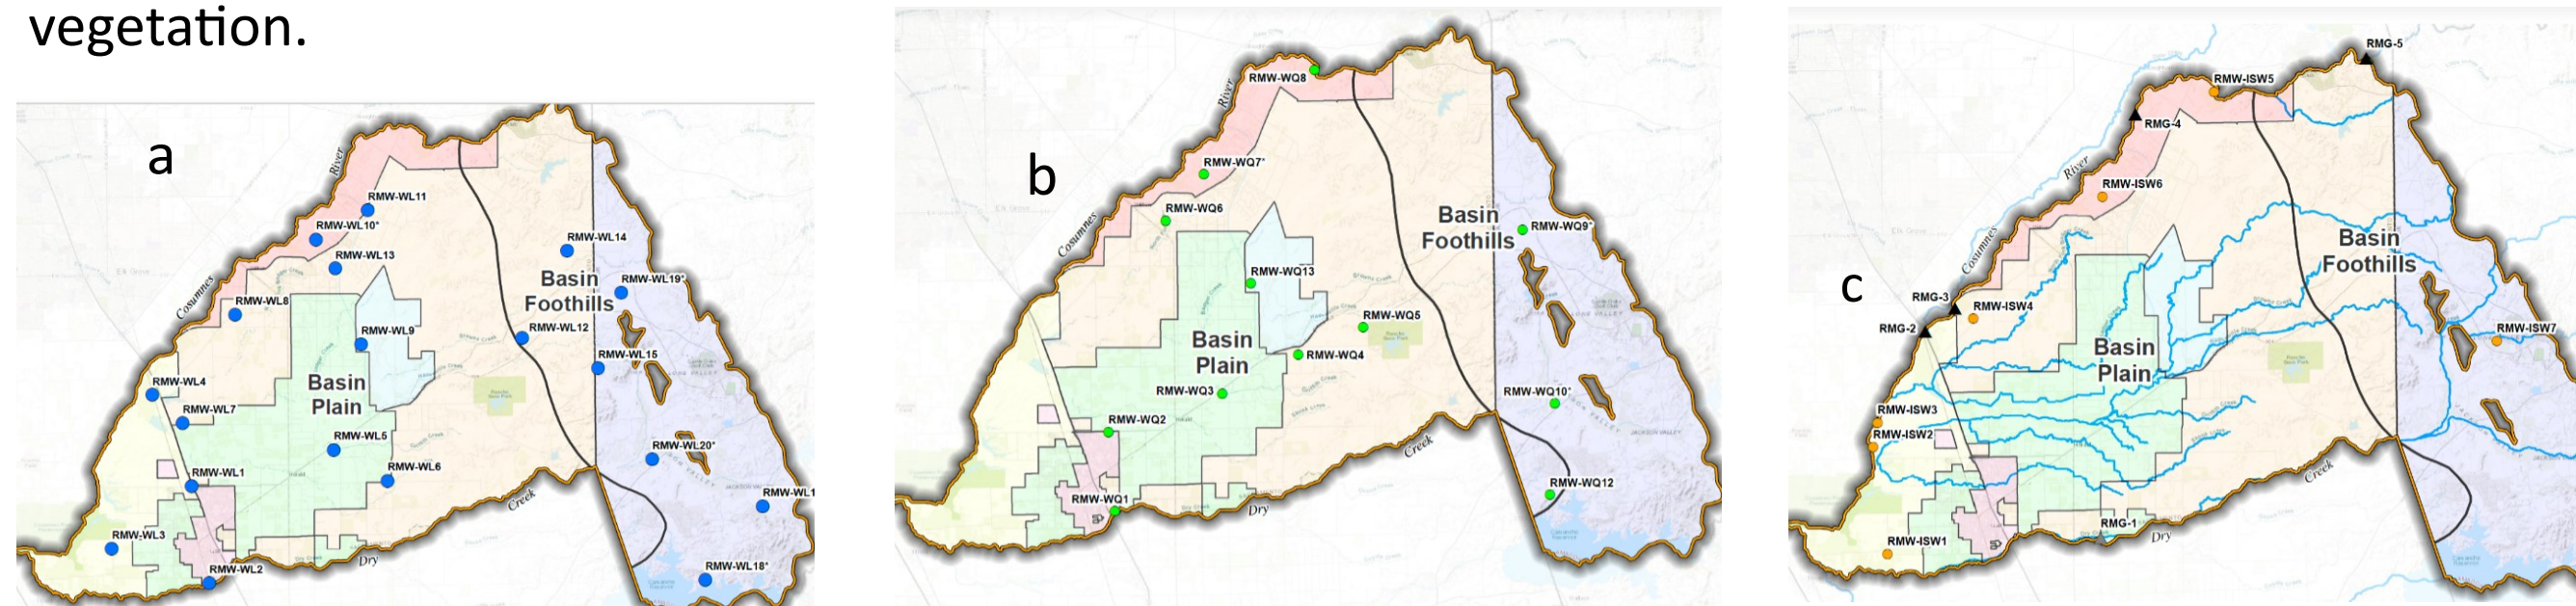 vegetation.
a
River
Cosumnes
RMW-WL11
RMW-WL10*
RMW-WL13
RMW-WL14
Basin
Foothills
RMW-WL19*
RMW-WL8
RMW-WL12
RMW-WL9
RMW-WL15
RMW-WL4
Basin
Plain
RMW-WL7
RMW-WL5
RMW-WL20*
RMW-WL6
RMW-WL1
RMW-WL1
Creek
RMW-WL3
Dry
RMW-WL2
RMW-WL18*
b
RMW-WQ8
River
RMW-WQ7*
RMW-WQ6
Cosumnes
Basin
Foothills
RMW-WQ9*
RMW-WQ13
RMW-WQ5
Basin
Plain
RMW-WQ4
RMW-WQ3
RMW-WQ10*
RMW-WQ2
Creek
RMW-WQ12
RMW-WQ1
Dry
c
RMG-5
RMW-ISW5
RMG-4
River
RMW-ISW6
Cosumnes
Basin
Foothills
RMG-3
RMW-ISW4
RMG-2
RMW-ISW7
Basin
Plain
RMW-ISW3
RMW-ISW2
Creek
RMG-1
Dry
RMW-ISW1